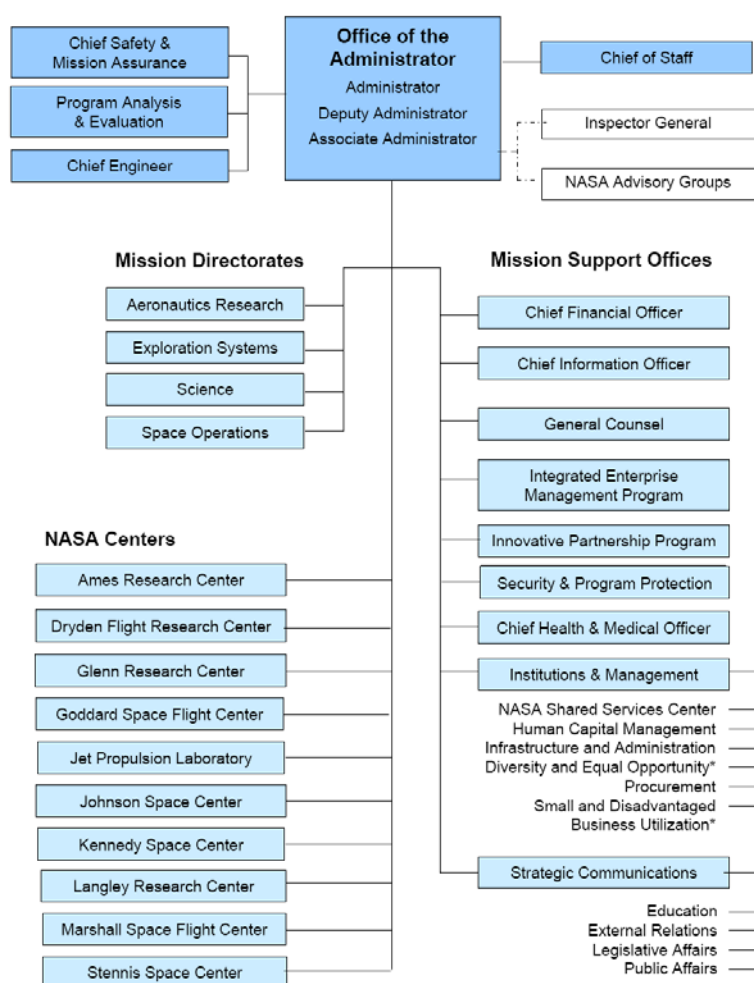 Office of the
Administrator
Administrator
Deputy Administrator
Associate Administrator
Chief Safety &
Mission Assurance
Program Analysis
& Evaluation
Chief Engineer
Chief of Staff
Inspector General
NASA Advisory Groups
Mission Directorates
Aeronautics Research
Exploration Systems
Science
Space Operations
NASA Centers
Ames Research Center
Dryden Flight Research Center
Glenn Research Center
Goddard Space Flight Center
Jet Propulsion Laboratory
Johnson Space Center
Kennedy Space Center
Langley Research Center
Marshall Space Flight Center
Stennis Space Center
Mission Support Offices
Chief Financial Officer
Chief Information Officer
General Counsel
Integrated Enterprise
Management Program
Innovative Partnership Program
Security & Program Protection
Chief Health & Medical Officer
Institutions & Management
NASA Shared Services Center
Human Capital Management
Infrastructure and Administration
Diversity and Equal Opportunity*
Procurement
Small and Disadvantaged
Business Utilization*
Strategic Communications
Education
External Relations
Legislative Affairs
Public Affairs